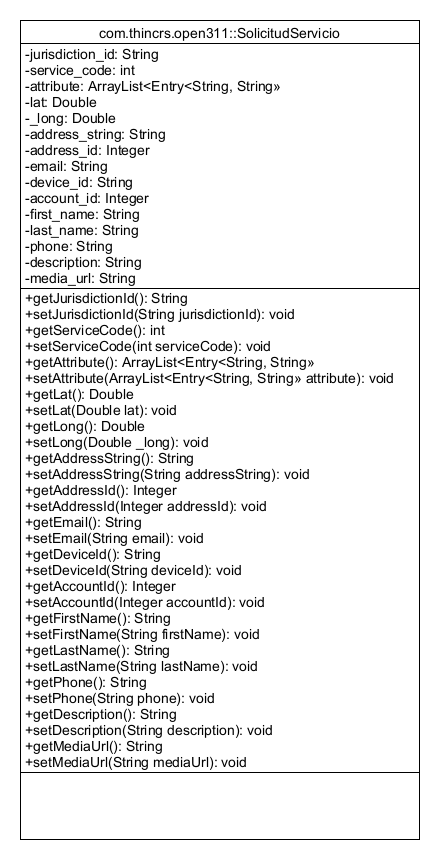 com.thincrs.open311::SolicitudServicio
-jurisdiction_id: String
-service_code: int
-attribute: ArrayList<Entry<String, String»
-lat: Double
-_long: Double
-address_string: String
-address_id: Integer
-email: String
-device_id: String
-account_id: Integer
-first_name: String
-last_name: String
-phone: String
-description: String
-media_url: String
+getJurisdictionId(): String
+setJurisdictionId(String jurisdictionId): void
+getServiceCode(): int
+setServiceCode(int serviceCode): void
+getAttribute(): ArrayList<Entry<String, String»
+setAttribute(ArrayList<Entry<String, String» attribute): void
+getLat(): Double
+setLat(Double lat): void
+getLong(): Double
+setLong(Double _long): void
+getAddressString(): String
+setAddressString(String addressString): void
+getAddressId(): Integer
+setAddressId(Integer addressId): void
+getEmail(): String
+setEmail(String email): void
+getDeviceId(): String
+setDeviceId(String deviceId): void
+getAccountId(): Integer
+setAccountId(Integer accountId): void
+getFirstName(): String
+setFirstName(String firstName): void
+getLastName(): String
+setLastName(String lastName): void
+getPhone(): String
+setPhone(String phone): void
+getDescription(): String
+setDescription(String description): void
+getMediaUrl(): String
+setMediaUrl(String mediaUrl): void